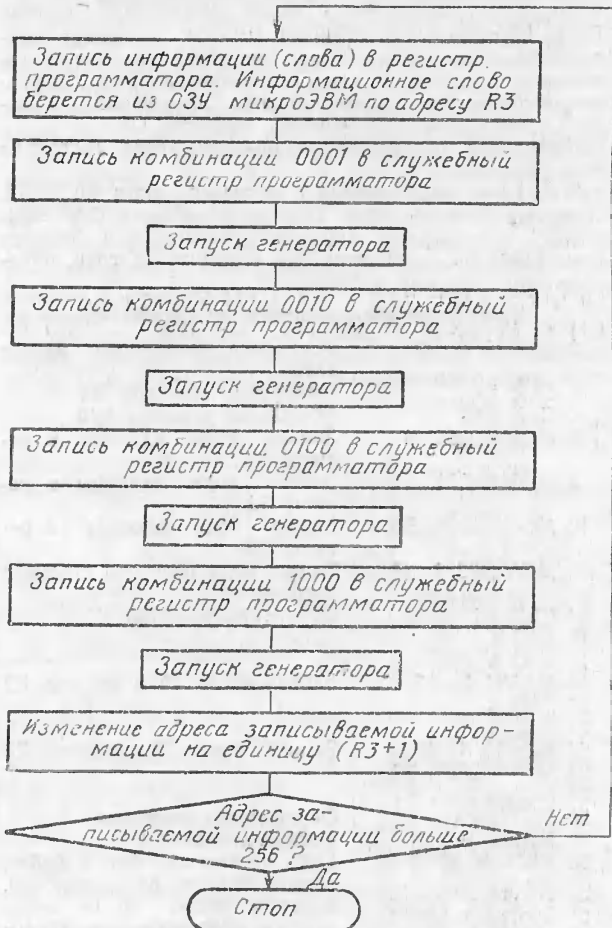 Запись информации (слова) в регистр.
программатора. Информационное слово
берется из ОЗУ микроЭВМ по адресу R3
Запись комбинации 0001 в служебный
регистр программатора
Запуск генератора
Запись комбинации 0010 в служебный
регистр программатора
Запуск генератора
Запись комбинации 0100 в служебный
регистр программатора
Запуск генератора
Запись комбинации 1000 в служебный
регистр программатора
Запуск генератора
Изменение адреса записываемой инфор-
мации на единицу (R3+1)
Адрес за-
писываемой информации больше
256 ?
Нет
Да
Стоп